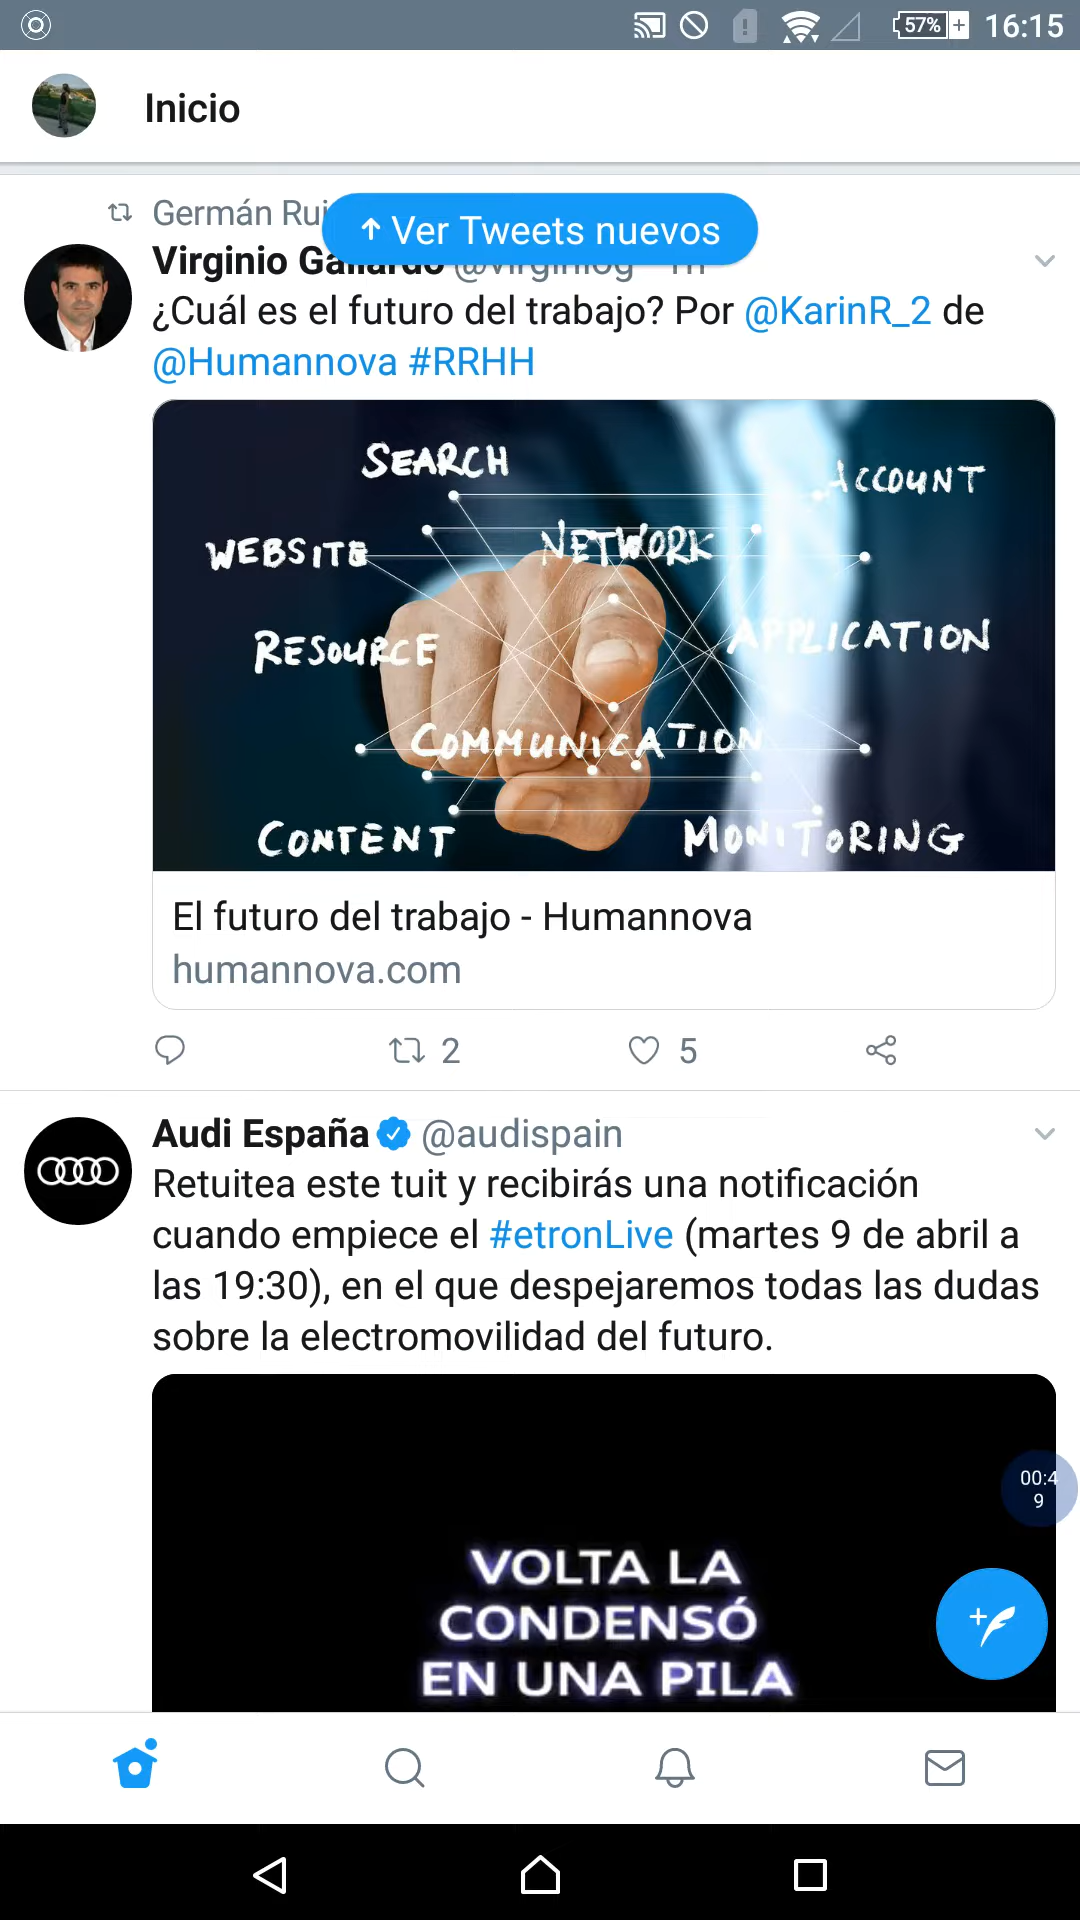 57% 16:15
Inicio
Germán Rui
↑ Ver Tweets nuevos
Virginio Gallardo @virginiog 1h
¿Cuál es el futuro del trabajo? Por @KarinR_2 de
@Humannova #RRHH
SEARCH
ACCOUNT
WEBSITE
NETWORK
RESOURCE
APPLICATION
COMMUNICATION
CONTENT
MONITORING
El futuro del trabajo - Humannova
humannova.com
2 5
Audi España @audispain
Retuitea este tuit y recibirás una notificación
cuando empiece el #etronLive (martes 9 de abril a
las 19:30), en el que despejaremos todas las dudas
sobre la electromovilidad del futuro.
00:4
9
VOLTA LA
CONDENSÓ
EN UNA PILA